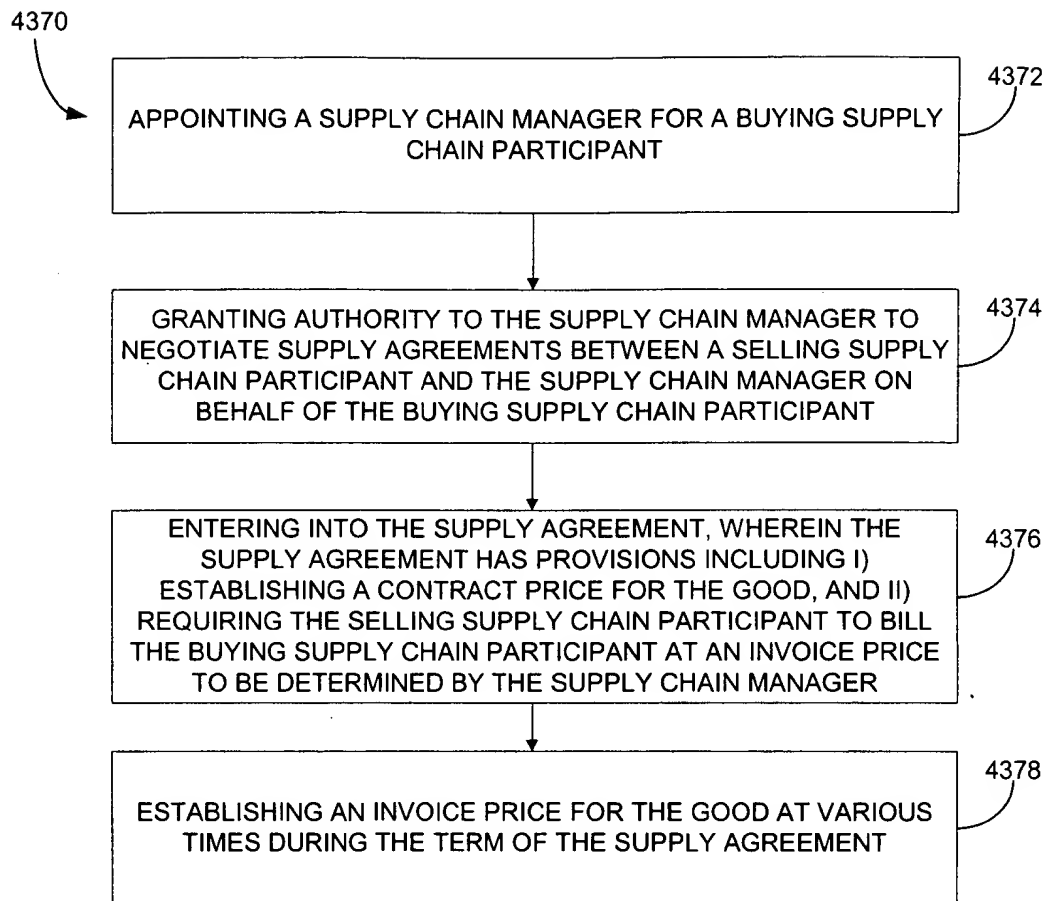 4370
4372
APPOINTING A SUPPLY CHAIN MANAGER FOR A BUYING SUPPLY
CHAIN PARTICIPANT
4374
GRANTING AUTHORITY TO THE SUPPLY CHAIN MANAGER TO
NEGOTIATE SUPPLY AGREEMENTS BETWEEN A SELLING SUPPLY
CHAIN PARTICIPANT AND THE SUPPLY CHAIN MANAGER ON
BEHALF OF THE BUYING SUPPLY CHAIN PARTICIPANT
4376
ENTERING INTO THE SUPPLY AGREEMENT, WHEREIN THE
SUPPLY AGREEMENT HAS PROVISIONS INCLUDING I)
ESTABLISHING A CONTRACT PRICE FOR THE GOOD, AND II)
REQUIRING THE SELLING SUPPLY CHAIN PARTICIPANT TO BILL
THE BUYING SUPPLY CHAIN PARTICIPANT AT AN INVOICE PRICE
TO BE DETERMINED BY THE SUPPLY CHAIN MANAGER
4378
ESTABLISHING AN INVOICE PRICE FOR THE GOOD AT VARIOUS
TIMES DURING THE TERM OF THE SUPPLY AGREEMENT